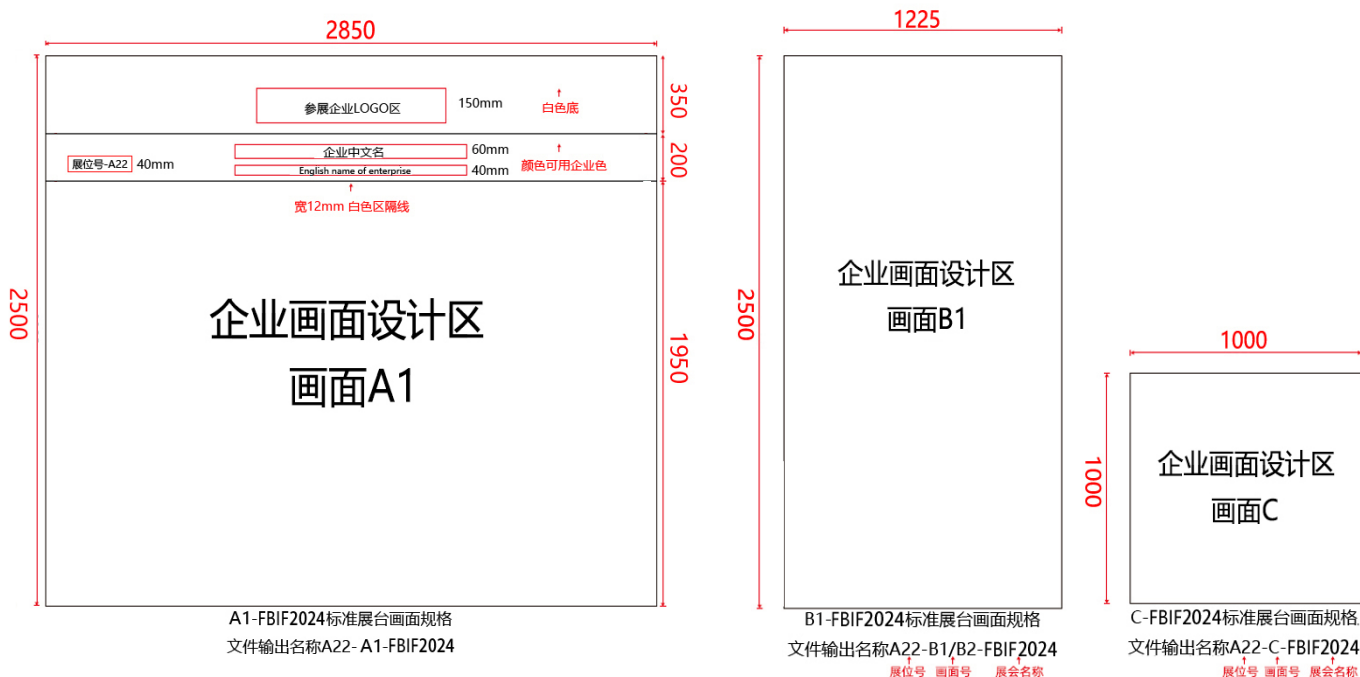 2850
1225
参展企业LOGO区
150mm
白色底
350
展位号-A22
40mm
企业中文名
60mm
English name of enterprise
40mm
颜色可用企业色
200
宽12mm 白色区隔线
2500
企业画面设计区
画面A1
1950
2500
企业画面设计区
画面B1
1000
1000
企业画面设计区
画面C
A1-FBIF2024标准展台画面规格
文件输出名称A22- A1-FBIF2024
B1-FBIF2024标准展台画面规格
文件输出名称A22-B1/B2-FBIF2024
展位号 画面号 展会名称
C-FBIF2024标准展台画面规格
文件输出名称A22-C-FBIF2024
展位号 画面号 展会名称